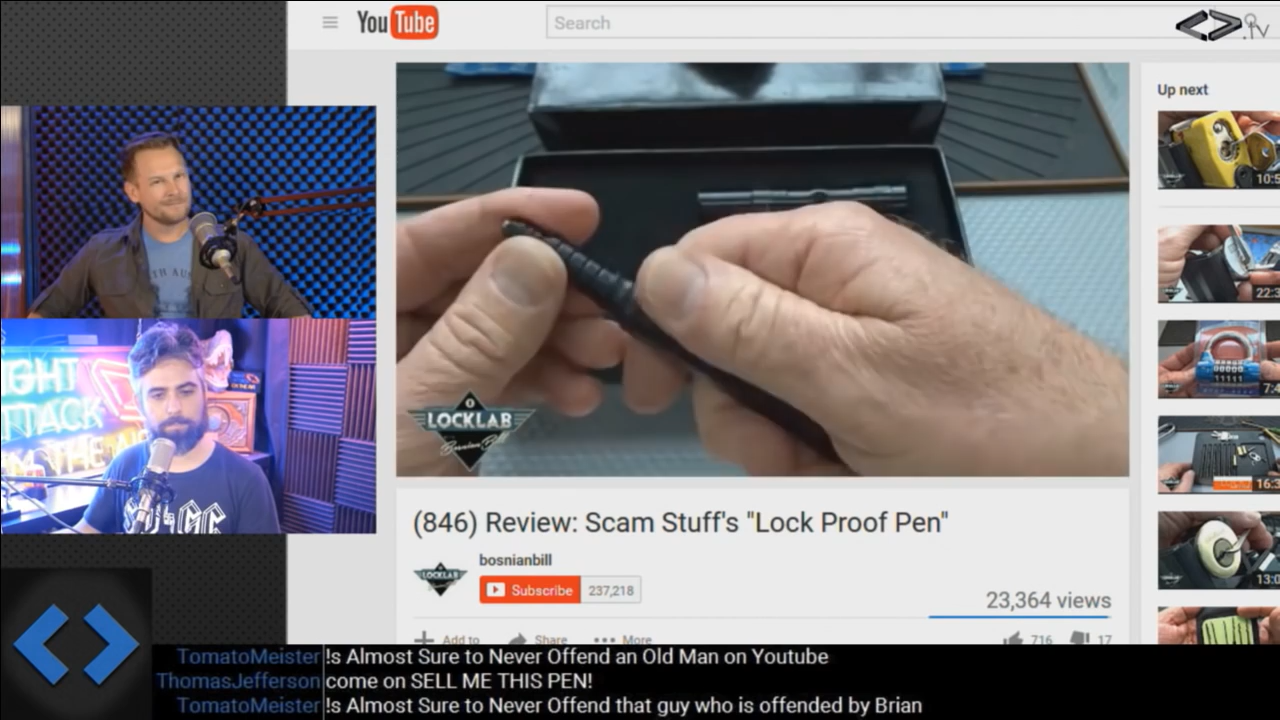 YouTube
Search
.tv
Up next
10:5
22:3
7:4
16:3
13:0
LOCKLAB
(846) Review: Scam Stuff's "Lock Proof Pen"
bosnianbill
LOCKLAB
Subscribe 237,218
23,364 views
Add to Share More 716 17
TomatoMeister !s Almost Sure to Never Offend an Old Man on Youtube
ThomasJefferson come on SELL ME THIS PEN!
TomatoMeister !s Almost Sure to Never Offend that guy who is offended by Brian